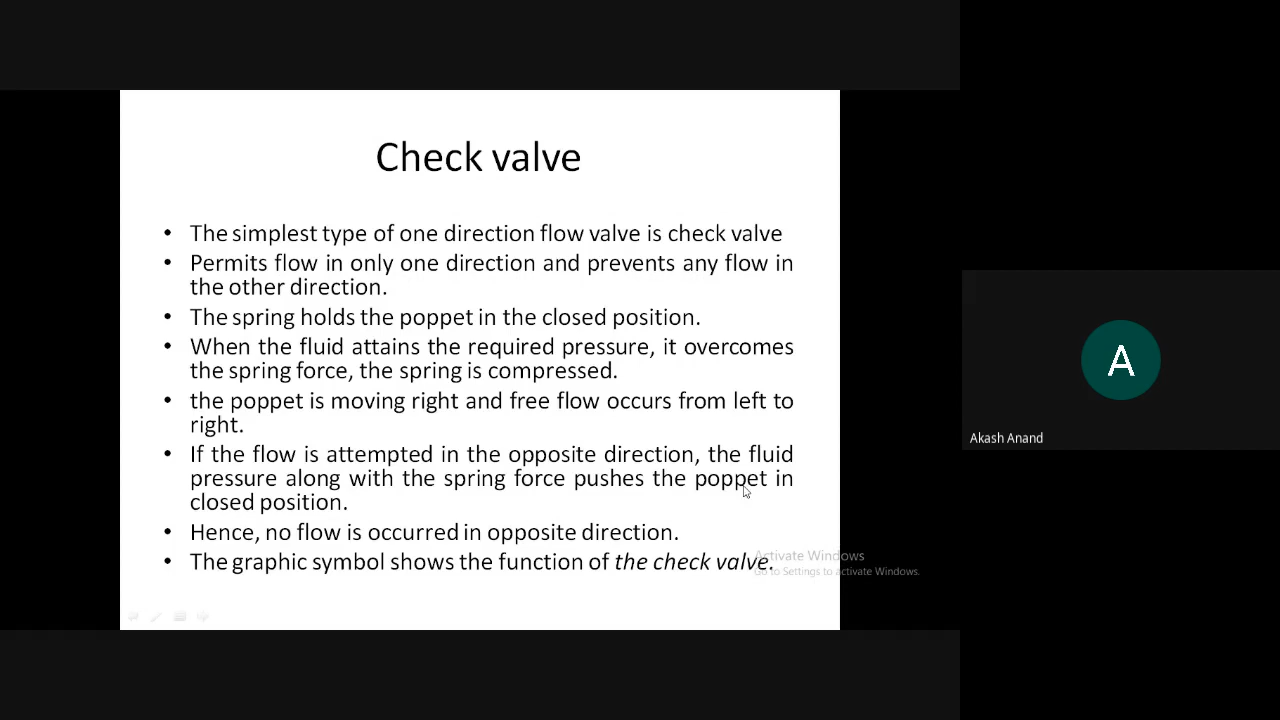 Check valve
• The simplest type of one direction flow valve is check valve
• Permits flow in only one direction and prevents any flow in
the other direction.
• The spring holds the poppet in the closed position.
• When the fluid attains the required pressure, it overcomes
the spring force, the spring is compressed.
• the poppet is moving right and free flow occurs from left to
right.
• If the flow is attempted in the opposite direction, the fluid
pressure along with the spring force pushes the poppet in
closed position.
• Hence, no flow is occurred in opposite direction.
• The graphic symbol shows the function of the check valve.
Activate Windows
Go to Settings to activate Windows.
A
Akash Anand